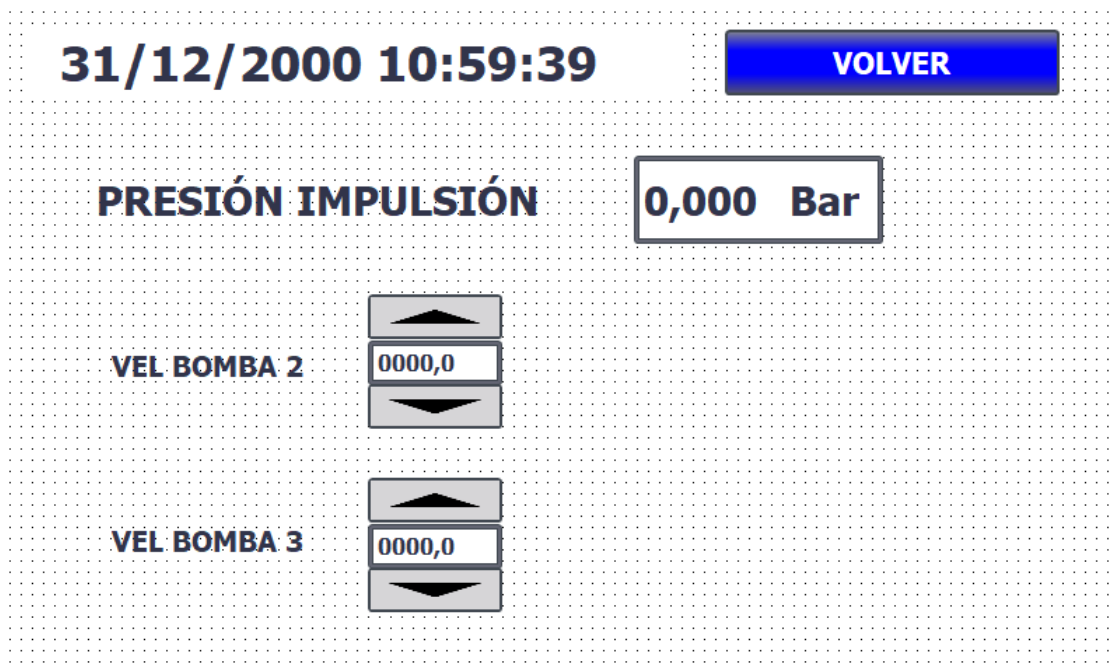 31/12/2000 10:59:39
VOLVER
PRESIÓN IMPULSIÓN
0,000 Bar
VEL BOMBA 2
0000,0
VEL BOMBA 3
0000,0